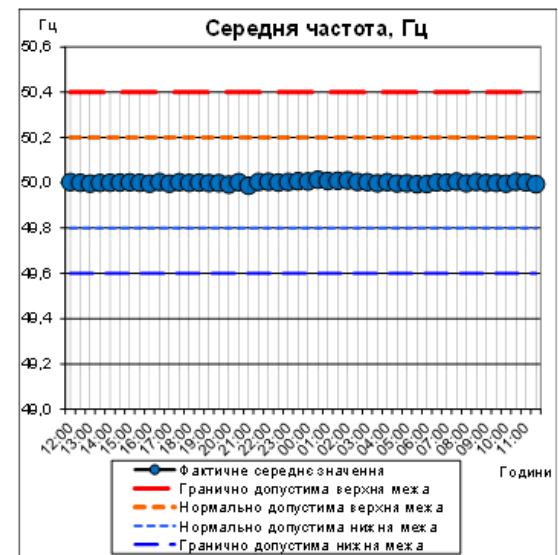 Гц
Середня частота, Гц
50,6
50,4
50,2
50,0
49,8
49,6
49,4
49,2
49,0
12:00 13:00 14:00 15:00 16:00 17:00 18:00 19:00 20:00 21:00 22:00 23:00 00:00 01:00 02:00 03:00 04:00 05:00 06:00 07:00 08:00 09:00 10:00 11:00
Години
Фактичне середнє значення
Гранично допустима верхня межа
Нормально допустима верхня межа
Нормально допустима нижня межа
Гранично допустима нижня межа